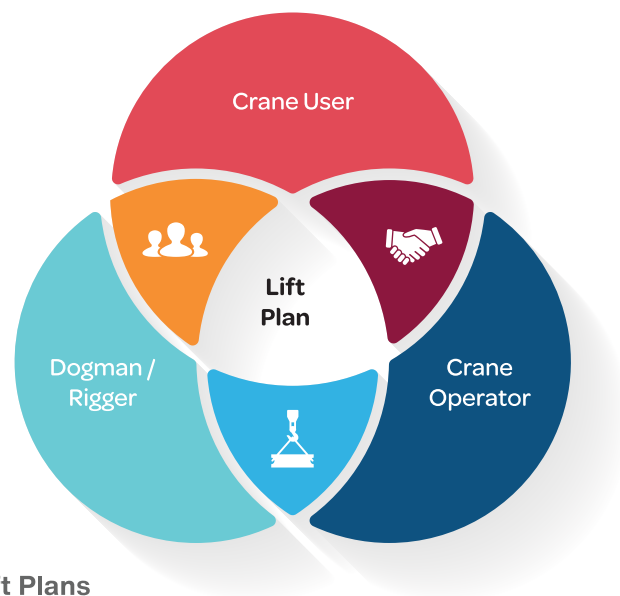 Crane User
Lift
Plan
Dogman /
Rigger
Crane
Operator
t Plans